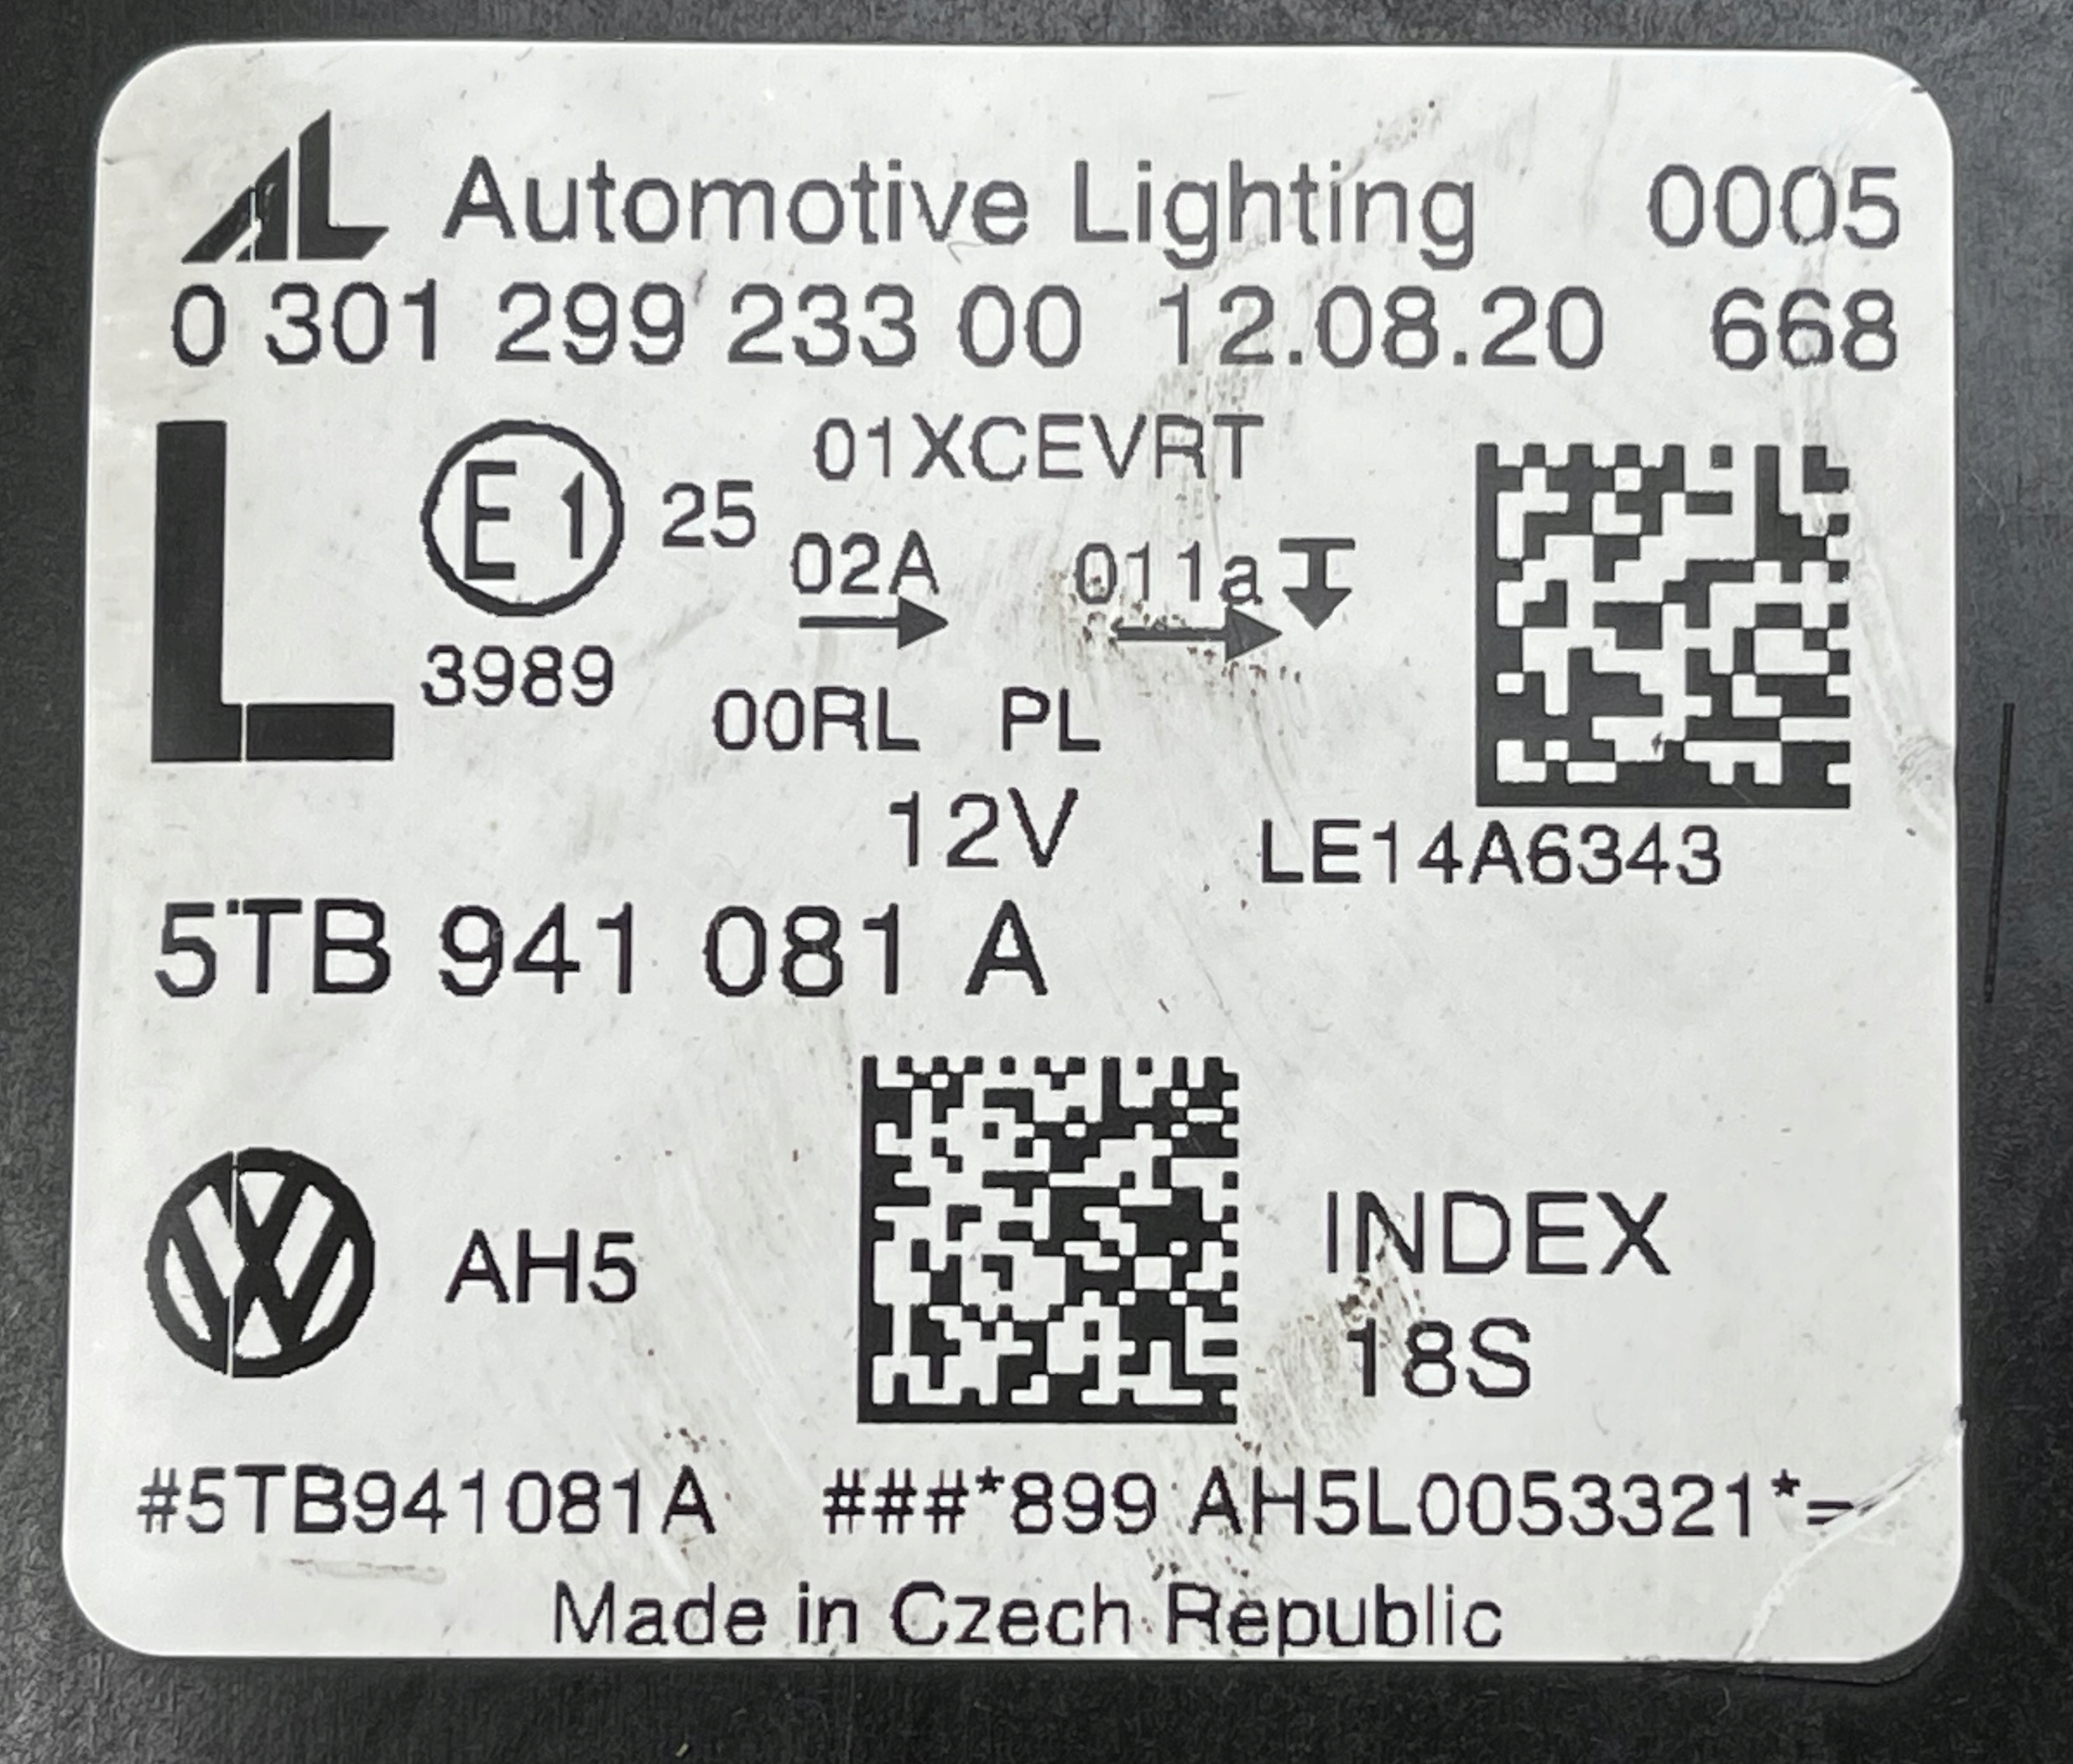 AL Automotive Lighting 0005
0 301 299 233 00 12.08.20 668
L E1 25 01XCEVRT
02A 011a
3989
00RL PL
12V LE14A6343
5TB 941 081 A
VW AH5 INDEX
18S
#5TB941081A ###*899 AH5L0053321*=
Made in Czech Republic